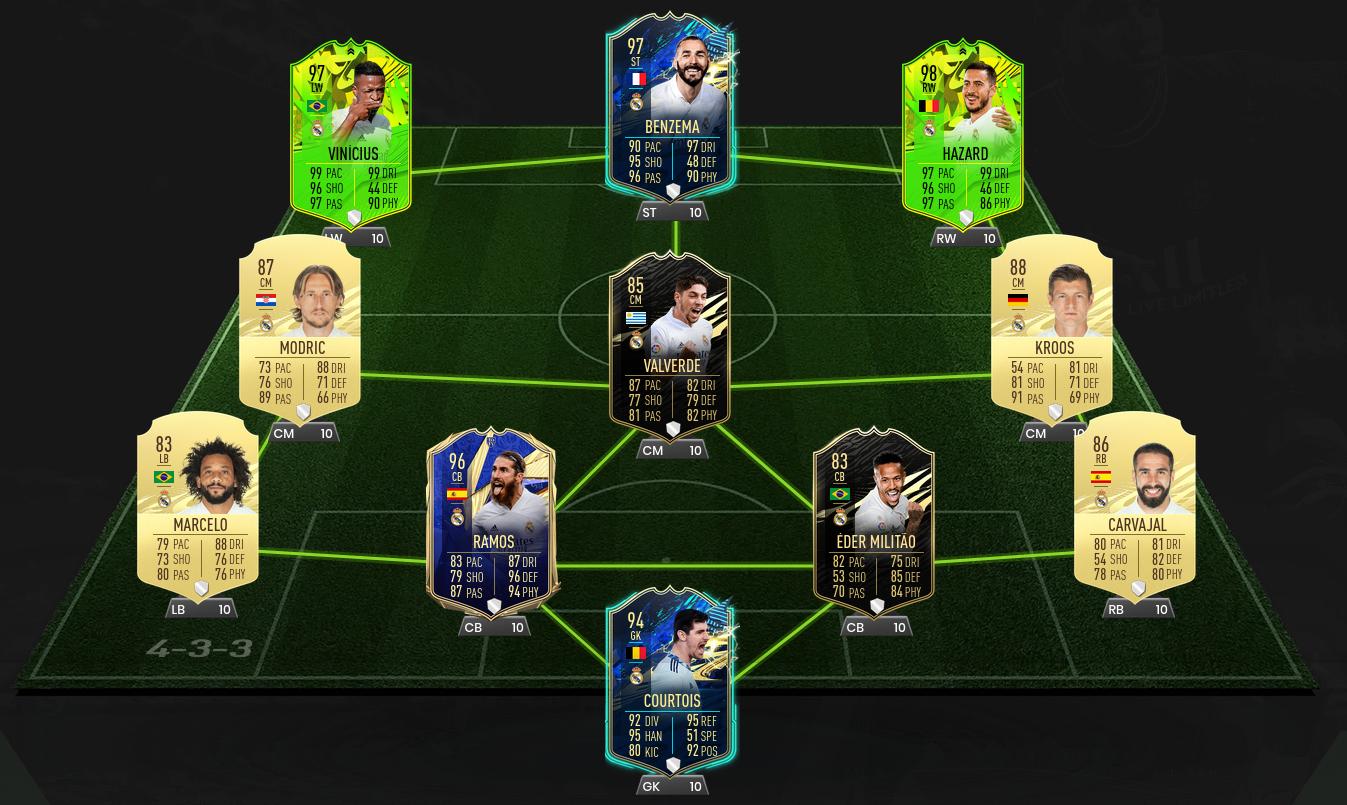 97
ST
BENZEMA
90 PAC 97 DRI
95 SHO 48 DEF
96 PAS 90 PHY
ST 10
97
LW
VINÍCIUS
99 PAC 99 DRI
96 SHO 44 DEF
97 PAS 90 PHY
LW 10
98
RW
HAZARD
97 PAC 99 DRI
96 SHO 46 DEF
97 PAS 86 PHY
RW 10
87
CM
MODRIC
73 PAC 88 DRI
76 SHO 71 DEF
89 PAS 66 PHY
CM 10
85
CM
VALVERDE
87 PAC 82 DRI
77 SHO 79 DEF
81 PAS 82 PHY
CM 10
88
CM
KROOS
54 PAC 81 DRI
81 SHO 71 DEF
91 PAS 69 PHY
CM 10
83
LB
MARCELO
79 PAC 88 DRI
73 SHO 76 DEF
80 PAS 76 PHY
LB 10
96
CB
RAMOS
83 PAC 87 DRI
79 SHO 96 DEF
87 PAS 94 PHY
CB 10
83
CB
ÉDER MILITÃO
82 PAC 75 DRI
53 SHO 85 DEF
70 PAS 84 PHY
CB 10
86
RB
CARVAJAL
80 PAC 81 DRI
54 SHO 82 DEF
78 PAS 80 PHY
RB 10
4-3-3
94
GK
COURTOIS
92 DIV 95 REF
95 HAN 51 SPE
80 KIC 92 POS
GK 10